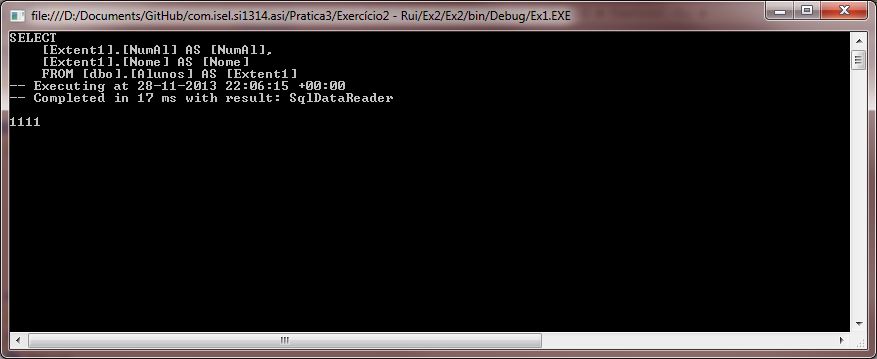 file:///D:/Documents/GitHub/com.isel.si1314.asi/Pratica3/Exercício2 - Rui/Ex2/Ex2/bin/Debug/Ex1.EXE
SELECT
    [Extent1].[NumAl] AS [NumAl],
    [Extent1].[Nome] AS [Nome]
    FROM [dbo].[Alunos] AS [Extent1]
-- Executing at 28-11-2013 22:06:15 +00:00
-- Completed in 17 ms with result: SqlDataReader
1111